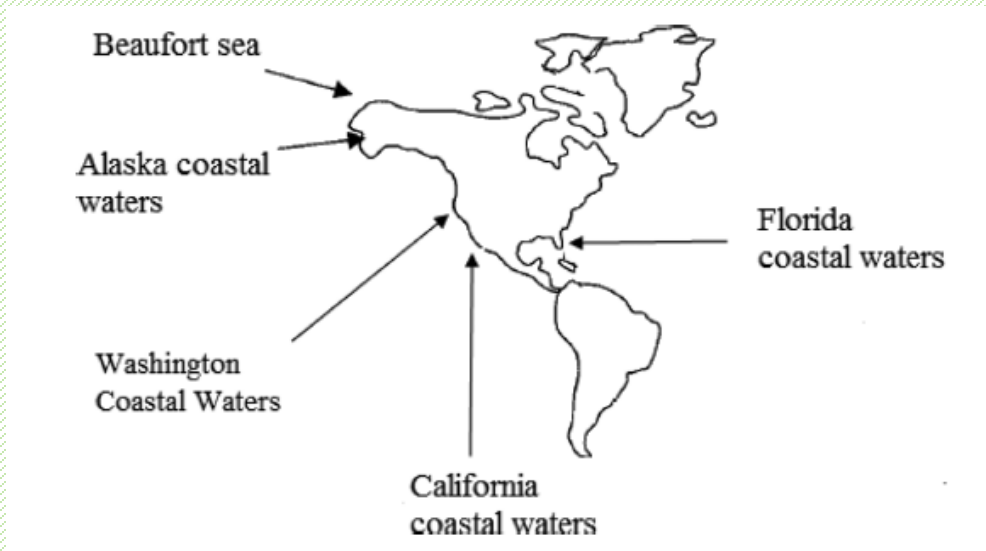 Beaufort sea
Alaska coastal
waters
Florida
coastal waters
Washington
Coastal Waters
California
coastal waters